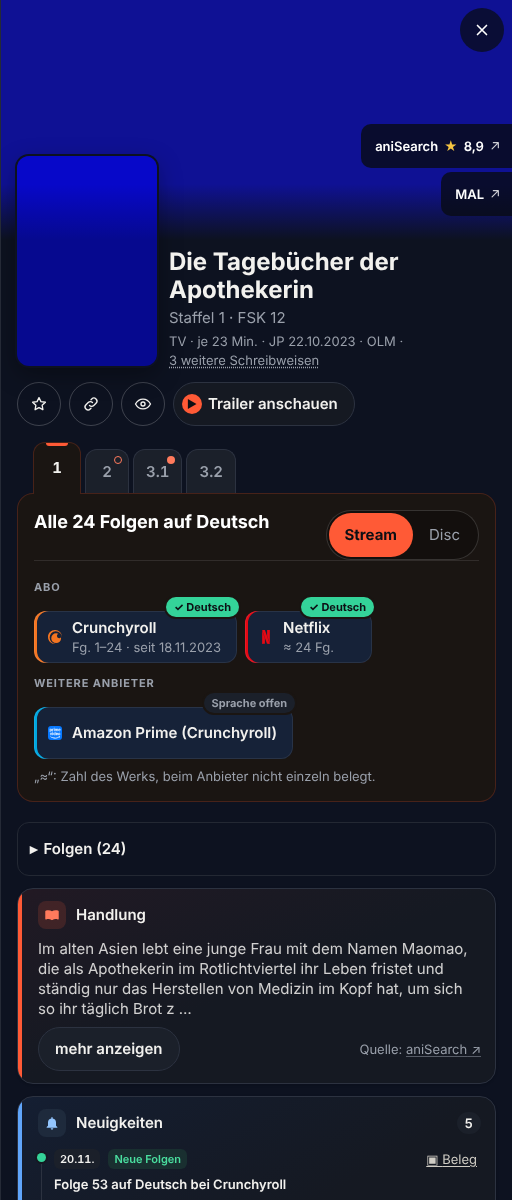 aniSearch ★ 8,9 ↗
MAL ↗
Die Tagebücher der
Apothekerin
Staffel 1 · FSK 12
TV · je 23 Min. · JP 22.10.2023 · OLM ·
3 weitere Schreibweisen
Trailer anschauen
1 2 3.1 3.2
Alle 24 Folgen auf Deutsch
Stream Disc
ABO
✓ Deutsch ✓ Deutsch
Crunchyroll Netflix
Fg. 1–24 · seit 18.11.2023 ≈ 24 Fg.
WEITERE ANBIETER
Sprache offen
Amazon Prime (Crunchyroll)
„≈“: Zahl des Werks, beim Anbieter nicht einzeln belegt.
▸ Folgen (24)
Handlung
Im alten Asien lebt eine junge Frau mit dem Namen Maomao,
die als Apothekerin im Rotlichtviertel ihr Leben fristet und
ständig nur das Herstellen von Medizin im Kopf hat, um sich
so ihr täglich Brot z ...
mehr anzeigen
Quelle: aniSearch ↗
Neuigkeiten 5
20.11. Neue Folgen ▣ Beleg
Folge 53 auf Deutsch bei Crunchyroll